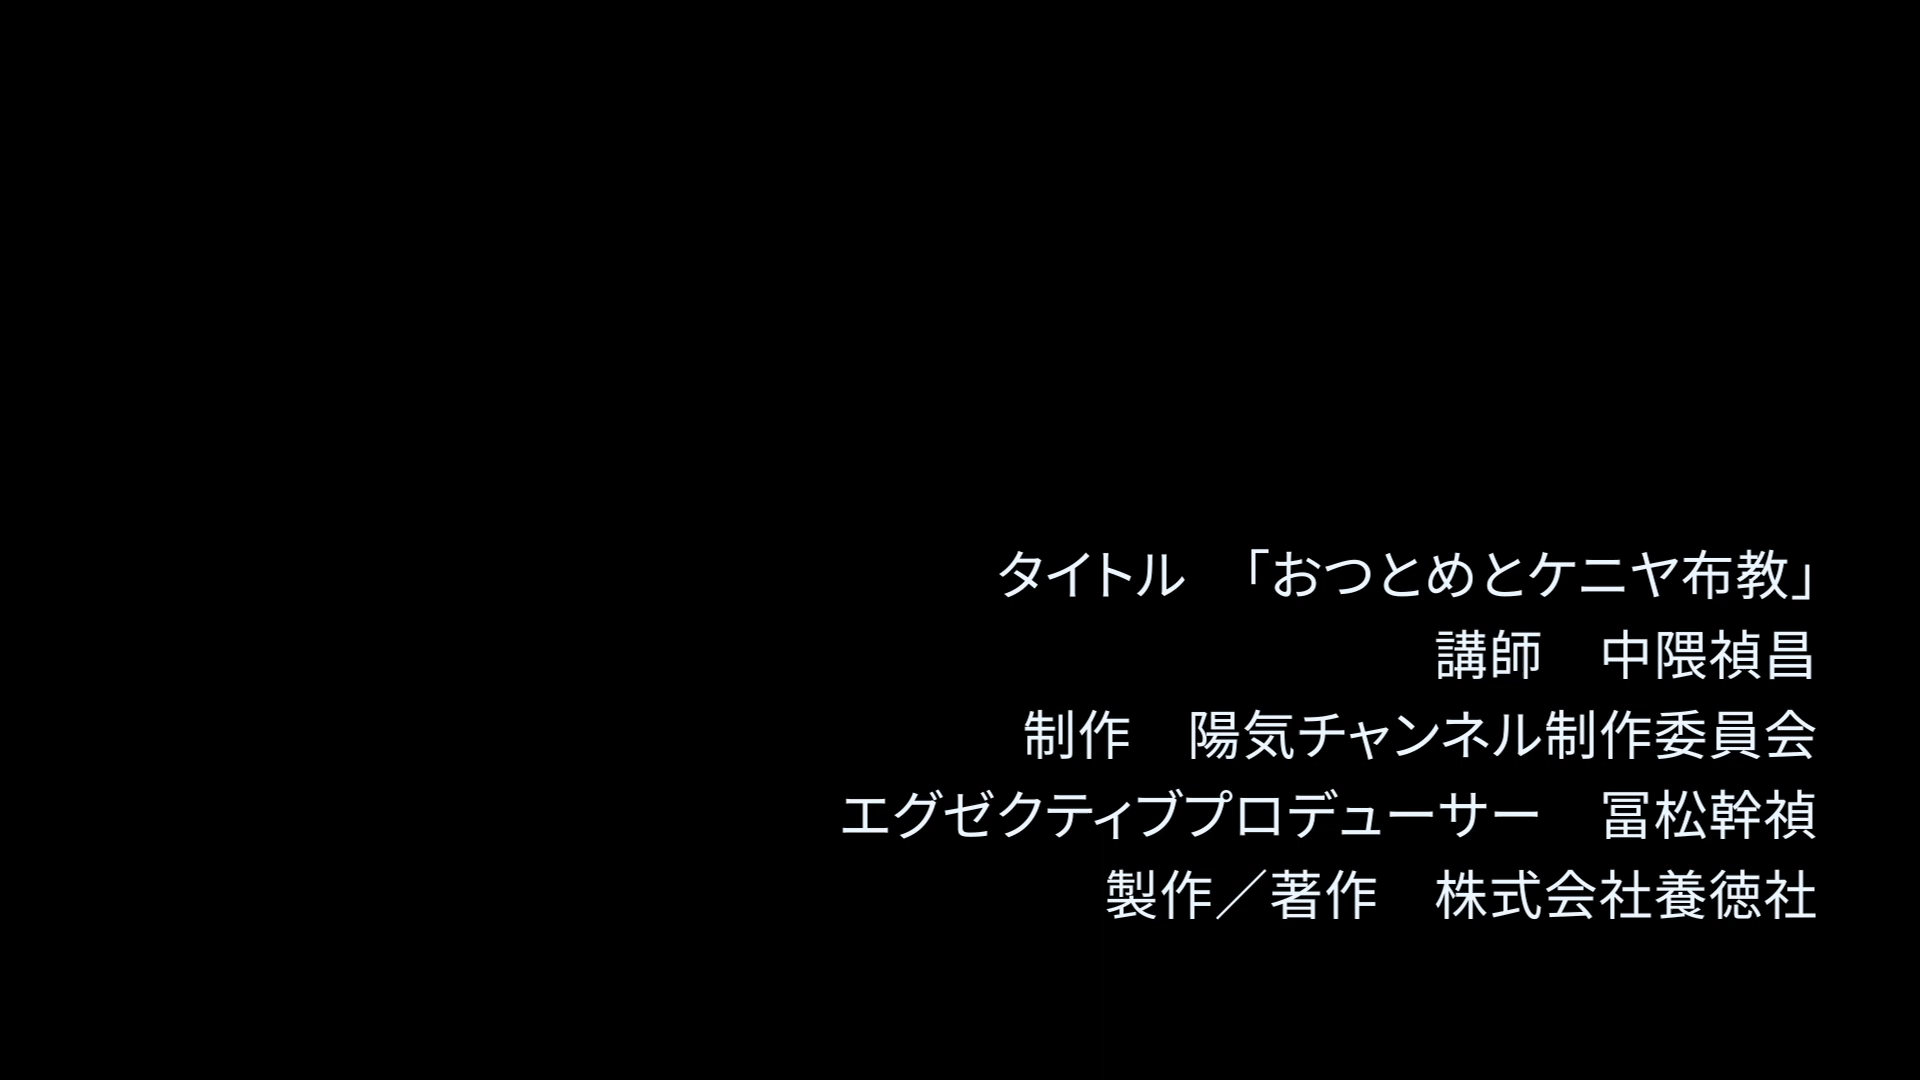 タイトル　「おつとめとケニヤ布教」
講師　中隈禎昌
制作　陽気チャンネル制作委員会
エグゼクティブプロデューサー　冨松幹禎
製作／著作　株式会社養徳社